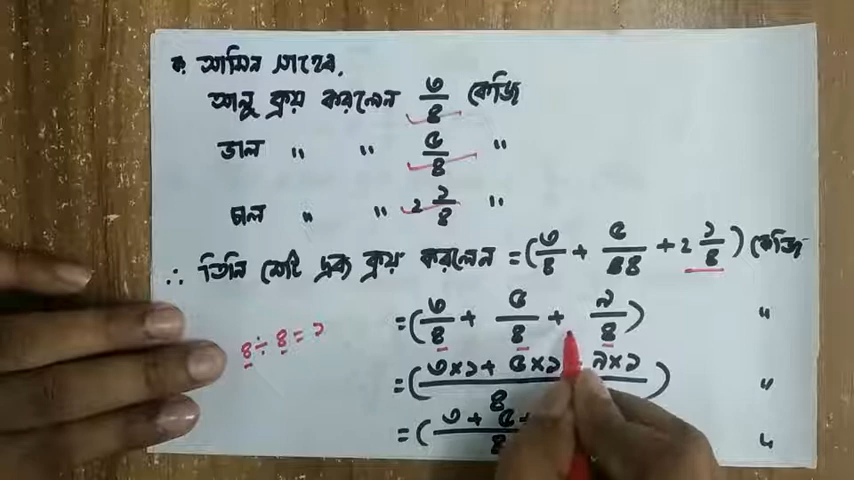 ক. আমিন সাহেব,
আলু ক্রয় করলেন ৩/৪ কেজি
ডাল " " ৫/৪ "
চাল " " ২ ১/৪ "
∴ তিনি মোট দ্রব্য ক্রয় করলেন = (৩/৪ + ৫/৪ + ২ ১/৪) কেজি
= (৩/৪ + ৫/৪ + ৯/৪) "
৪ ÷ ৪ = ১
= (৩×১ + ৫×১ + ৯×১/৪) "
= (৩ + ৫ /৪ "